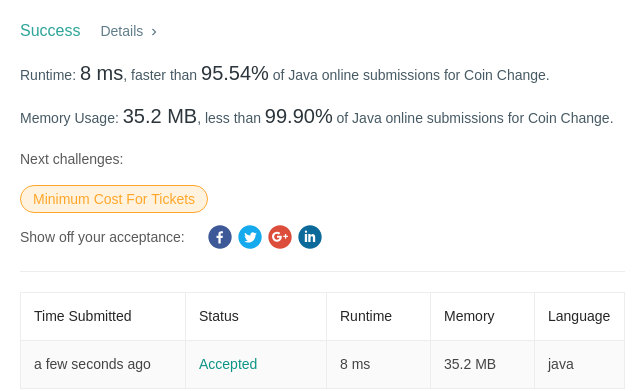 Success Details >
Runtime: 8 ms, faster than 95.54% of Java online submissions for Coin Change.
Memory Usage: 35.2 MB, less than 99.90% of Java online submissions for Coin Change.
Next challenges:
Minimum Cost For Tickets
Show off your acceptance: f G+ in
Time Submitted Status Runtime Memory Language
a few seconds ago Accepted 8 ms 35.2 MB java